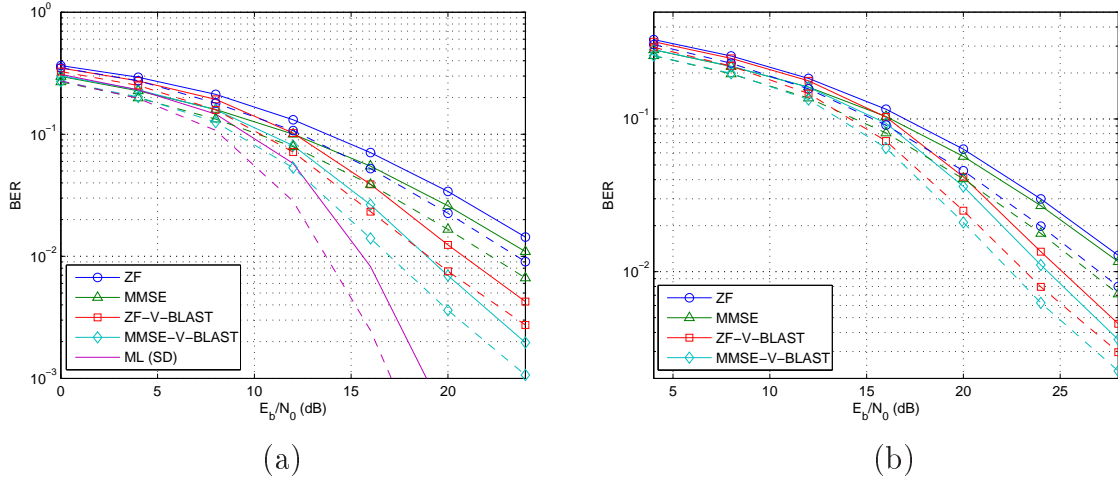 10^0
10^{-1}
10^{-2}
10^{-3}
BER
0
5
10
15
20
E_b/N_0 (dB)
ZF
MMSE
ZF−V−BLAST
MMSE−V−BLAST
ML (SD)
(a)
10^{-1}
10^{-2}
BER
5
10
15
20
25
E_b/N_0 (dB)
ZF
MMSE
ZF−V−BLAST
MMSE−V−BLAST
(b)